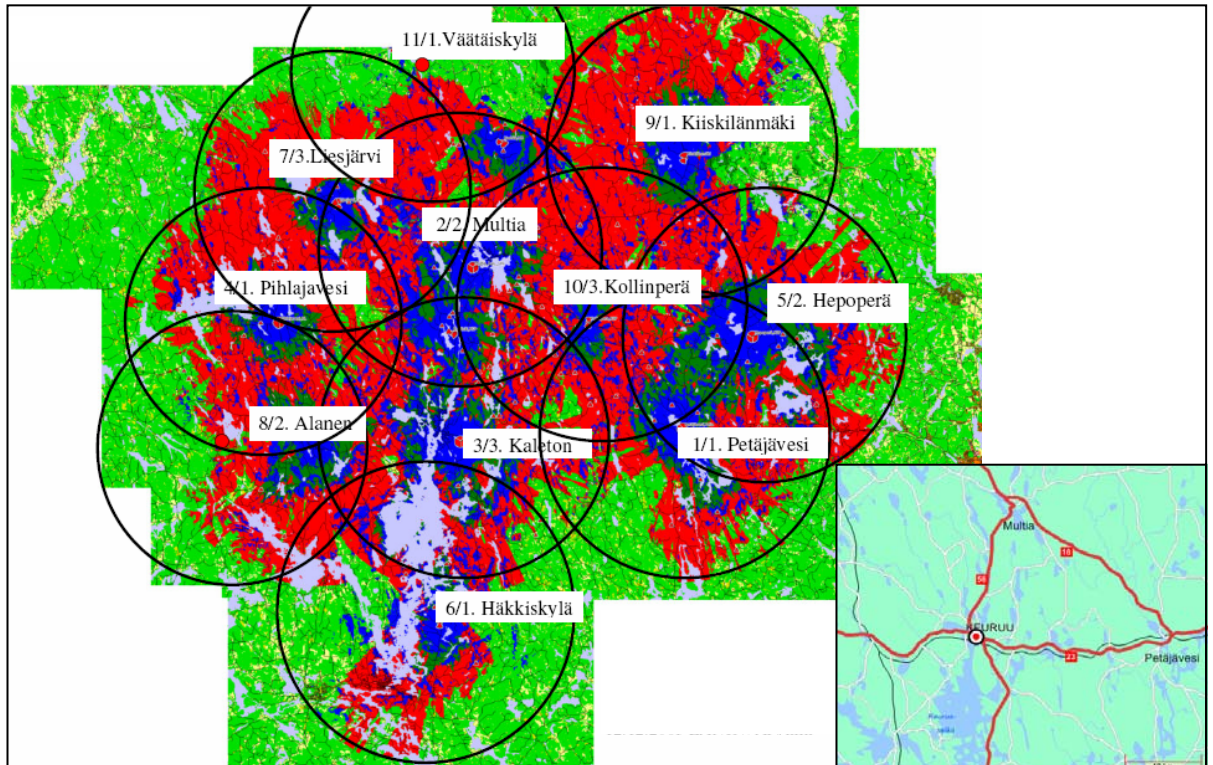 11/1.Väätäiskylä
9/1. Kiiskilänmäki
7/3.Liesjärvi
2/2. Multia
4/1. Pihlajavesi
10/3.Kollinperä
5/2. Hepoperä
8/2. Alanen
3/3. Kaleton
1/1. Petäjävesi
6/1. Häkkiskylä
Multia
18
58
KEURUU
23
Petäjävesi